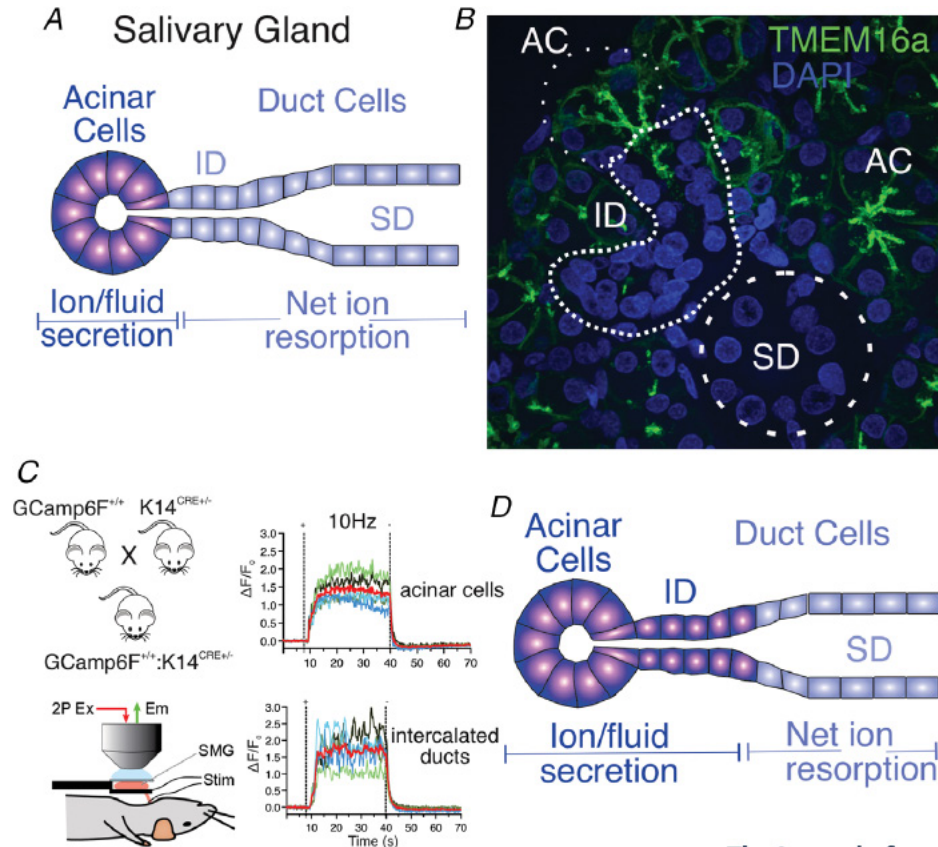 A
Salivary Gland
Acinar
Cells
Duct Cells
ID
SD
Ion/fluid
secretion
Net ion
resorption
B
AC
TMEM16a
DAPI
AC
ID
SD
C
GCamp6F+/+ K14CRE+/-
X
GCamp6F+/+:K14CRE+/-
2P Ex
Em
SMG
Stim
10Hz
+
-
3.0
2.5
2.0
1.5
1.0
0.5
0.0
ΔF/F0
10 20 30 40 50 60 70
acinar cells
+
-
3.0
2.5
2.0
1.5
1.0
0.5
0.0
ΔF/F0
10 20 30 40 50 60 70
Time (s)
intercalated
ducts
D
Acinar
Cells
Duct Cells
ID
SD
Ion/fluid
secretion
Net ion
resorption